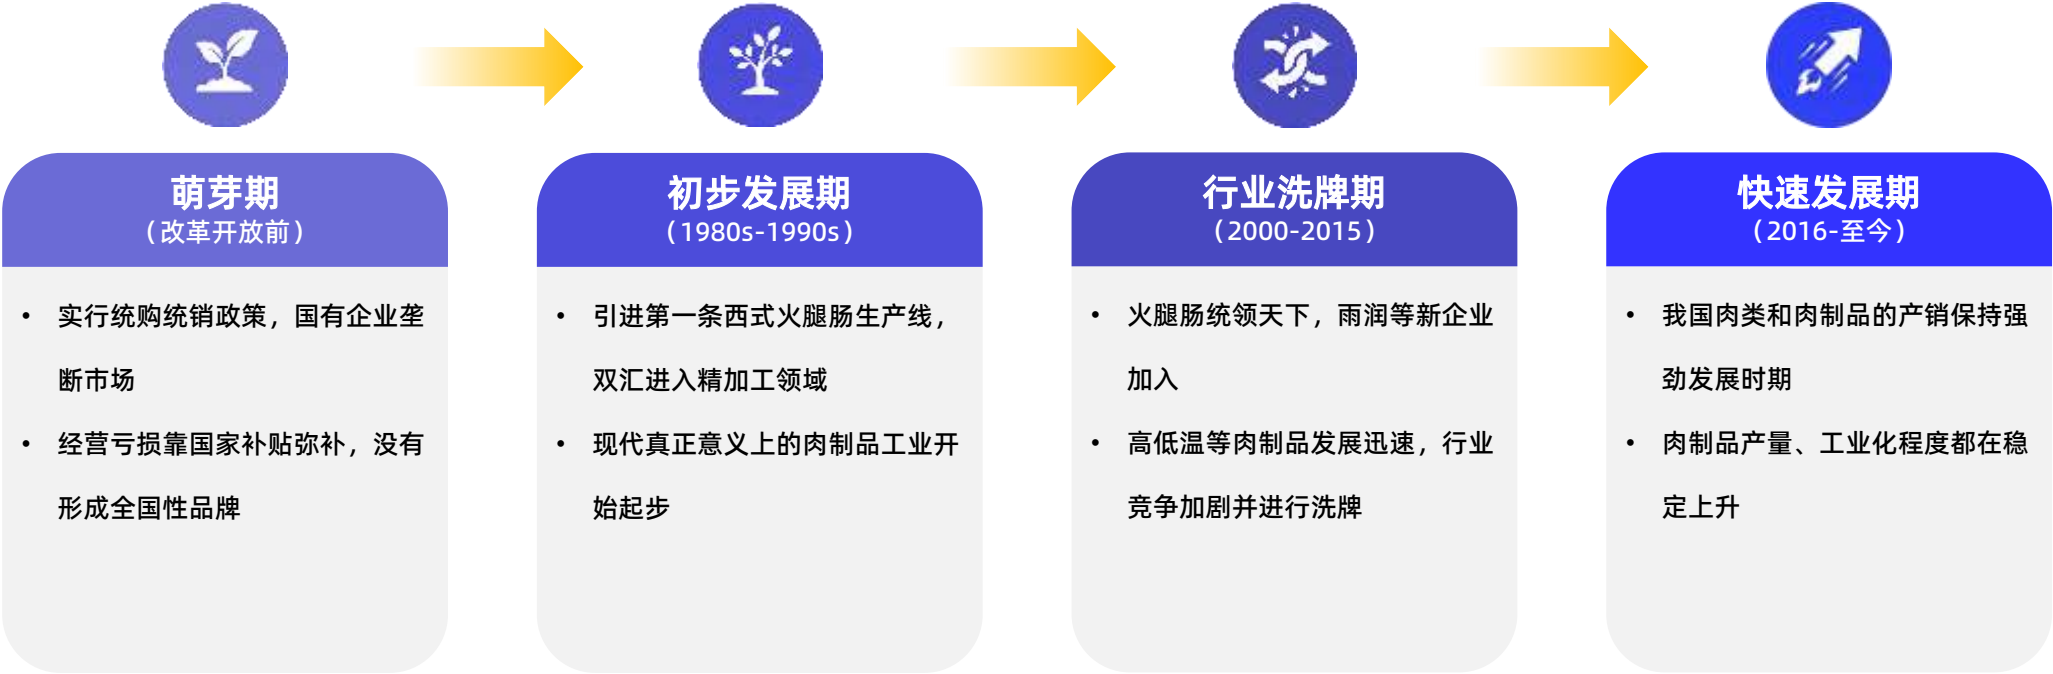 萌芽期
（改革开放前）
• 实行统购统销政策，国有企业垄
断市场
• 经营亏损靠国家补贴弥补，没有
形成全国性品牌
初步发展期
（1980s-1990s）
• 引进第一条西式火腿肠生产线，
双汇进入精加工领域
• 现代真正意义上的肉制品工业开
始起步
行业洗牌期
（2000-2015）
• 火腿肠统领天下，雨润等新企业
加入
• 高低温等肉制品发展迅速，行业
竞争加剧并进行洗牌
快速发展期
（2016-至今）
• 我国肉类和肉制品的产销保持强
劲发展时期
• 肉制品产量、工业化程度都在稳
定上升